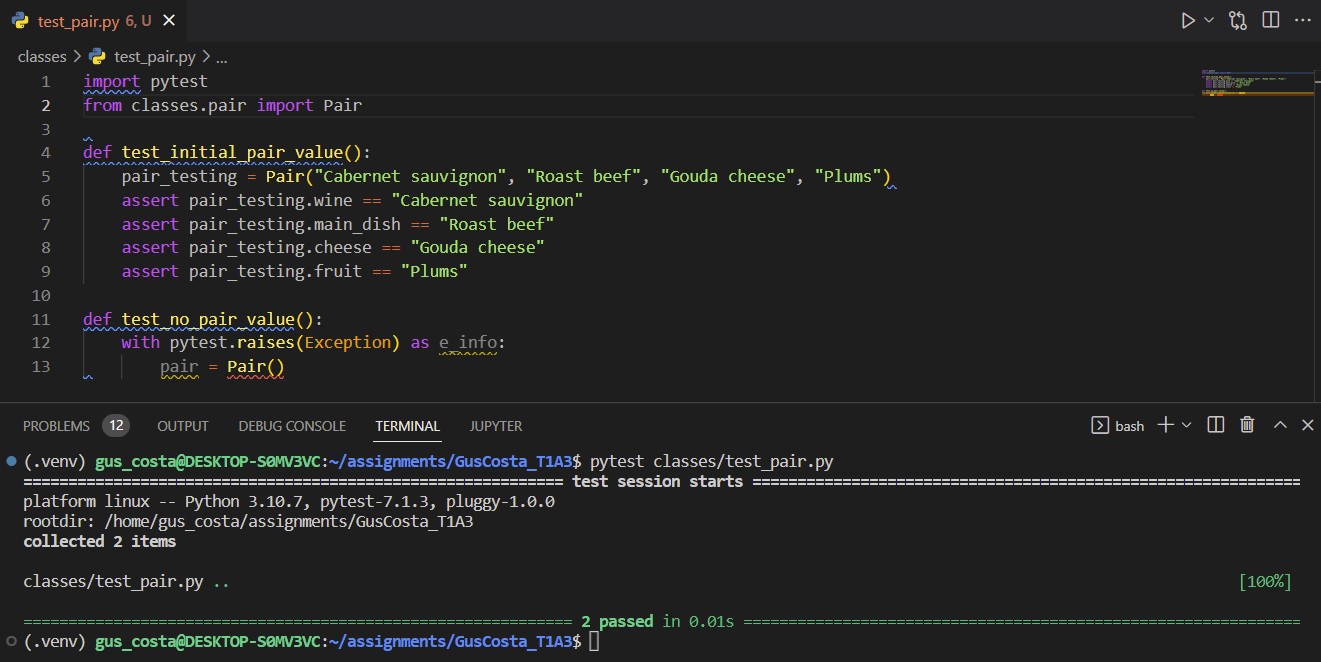 test_pair.py 6, U
classes > test_pair.py > ...
1 import pytest
2 from classes.pair import Pair
3
4 def test_initial_pair_value():
5     pair_testing = Pair("Cabernet sauvignon", "Roast beef", "Gouda cheese", "Plums")
6     assert pair_testing.wine == "Cabernet sauvignon"
7     assert pair_testing.main_dish == "Roast beef"
8     assert pair_testing.cheese == "Gouda cheese"
9     assert pair_testing.fruit == "Plums"
10
11 def test_no_pair_value():
12     with pytest.raises(Exception) as e_info:
13         pair = Pair()
PROBLEMS 12 OUTPUT DEBUG CONSOLE TERMINAL JUPYTER bash
(.venv) gus_costa@DESKTOP-S0MV3VC:~/assignments/GusCosta_T1A3$ pytest classes/test_pair.py
============================================================ test session starts =============================================================
platform linux -- Python 3.10.7, pytest-7.1.3, pluggy-1.0.0
rootdir: /home/gus_costa/assignments/GusCosta_T1A3
collected 2 items
classes/test_pair.py .. [100%]
============================================================= 2 passed in 0.01s ==============================================================
(.venv) gus_costa@DESKTOP-S0MV3VC:~/assignments/GusCosta_T1A3$